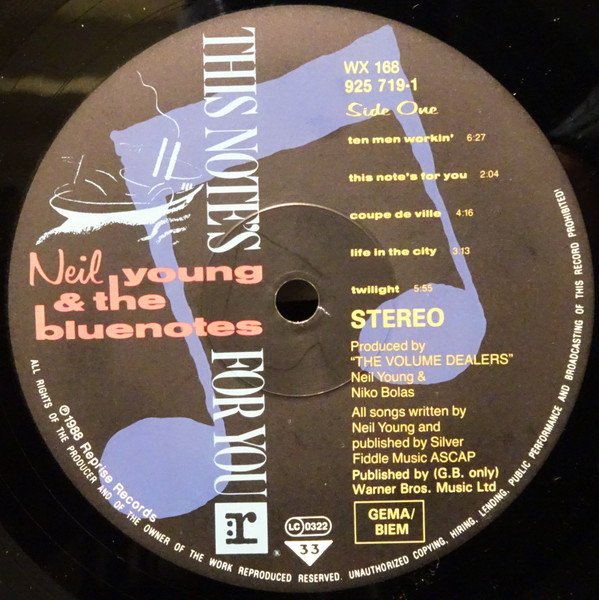 THIS NOTE'S FOR YOU
Neil young
& the
bluenotes
WX 168
925 719-1
Side One
ten men workin' 6:27
this note's for you 2:04
coupe de ville 4:16
life in the city 3:13
twilight 5:55
STEREO
Produced by
"THE VOLUME DEALERS"
Neil Young &
Niko Bolas
All songs written by
Neil Young and
published by Silver
Fiddle Music ASCAP
Published by (G.B. only)
Warner Bros. Music Ltd
GEMA/
BIEM
r
LC 0322
33
℗ 1988 Reprise Records
ALL RIGHTS OF THE PRODUCER AND OF THE OWNER OF THE WORK REPRODUCED RESERVED. UNAUTHORIZED COPYING, HIRING, LENDING, PUBLIC PERFORMANCE AND BROADCASTING OF THIS RECORD PROHIBITED)